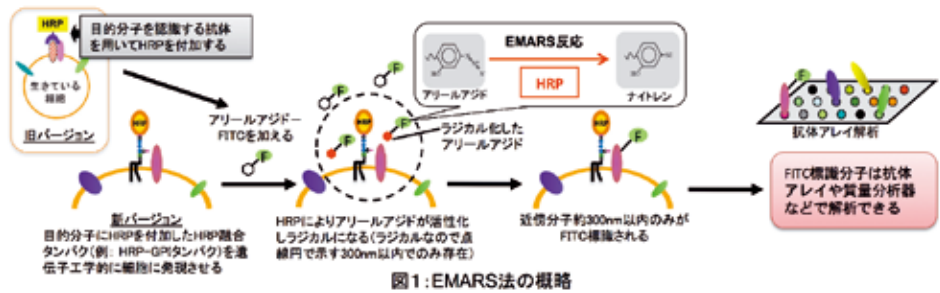 HRP
目的分子を認識する抗体
を用いてHRPを付加する
生きている
細胞
旧バージョン
HRP
新バージョン
目的分子にHRPを付加したHRP融合
タンパク(例: HRP-GPIタンパク)を遺
伝子工学的に細胞に発現させる
アリールアジドー
FITCを加える
F
F
F
F
F
HRP
ラジカル化した
アリールアジド
HRPによりアリールアジドが活性化
しラジカルになる(ラジカルなので点
線円で示す300nm以内でのみ存在)
アリールアジド
EMARS反応
HRP
ナイトレン
HRP
F
近傍分子約300nm以内のみが
FITC標識される
F
抗体アレイ解析
FITC標識分子は抗体
アレイや質量分析器
などで解析できる
図1:EMARS法の概略